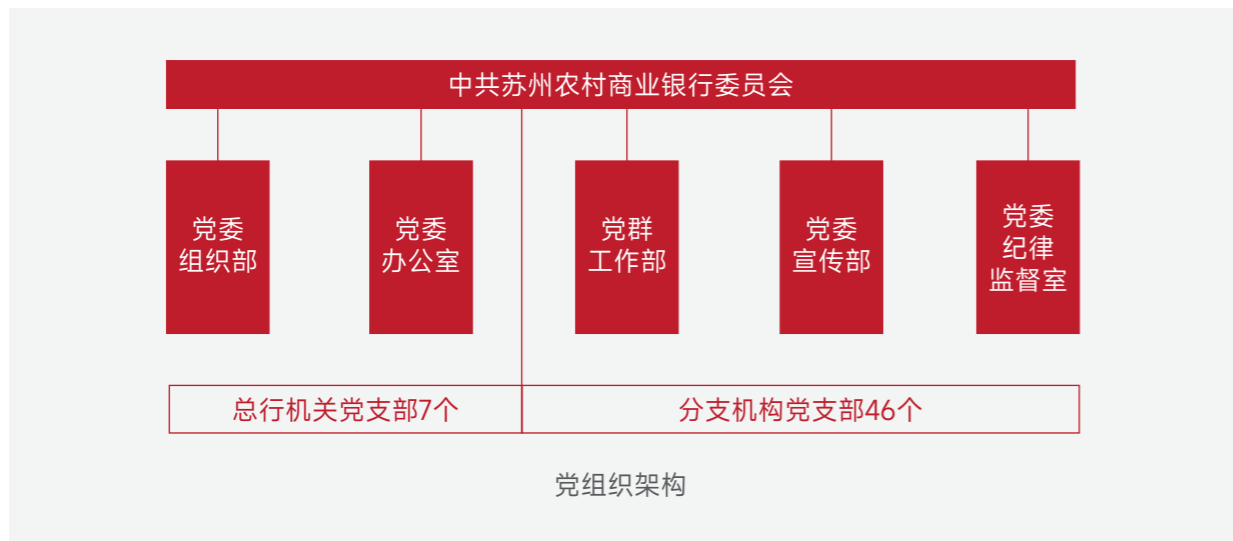 中共苏州农村商业银行委员会
党委
组织部
党委
办公室
党群
工作部
党委
宣传部
党委
纪律
监督室
总行机关党支部7个
分支机构党支部46个
党组织架构